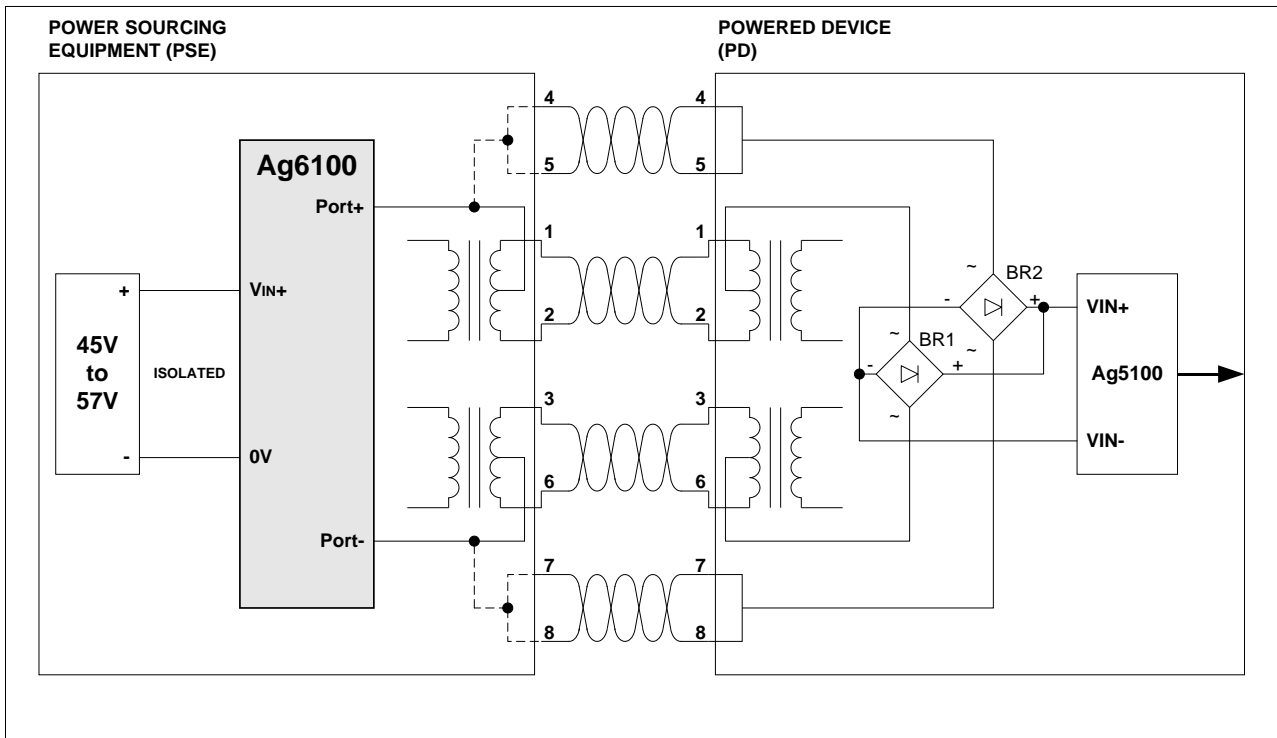 POWER SOURCING
EQUIPMENT (PSE)
POWERED DEVICE
(PD)
4
4
Ag6100
5
5
Port+
1
1
~
BR2
+
VIN+
-
+
VIN+
2
2
~
BR1
~
45V
to
57V
ISOLATED
-
+
Ag5100
3
3
~
VIN-
-
0V
6
6
Port-
7
7
8
8